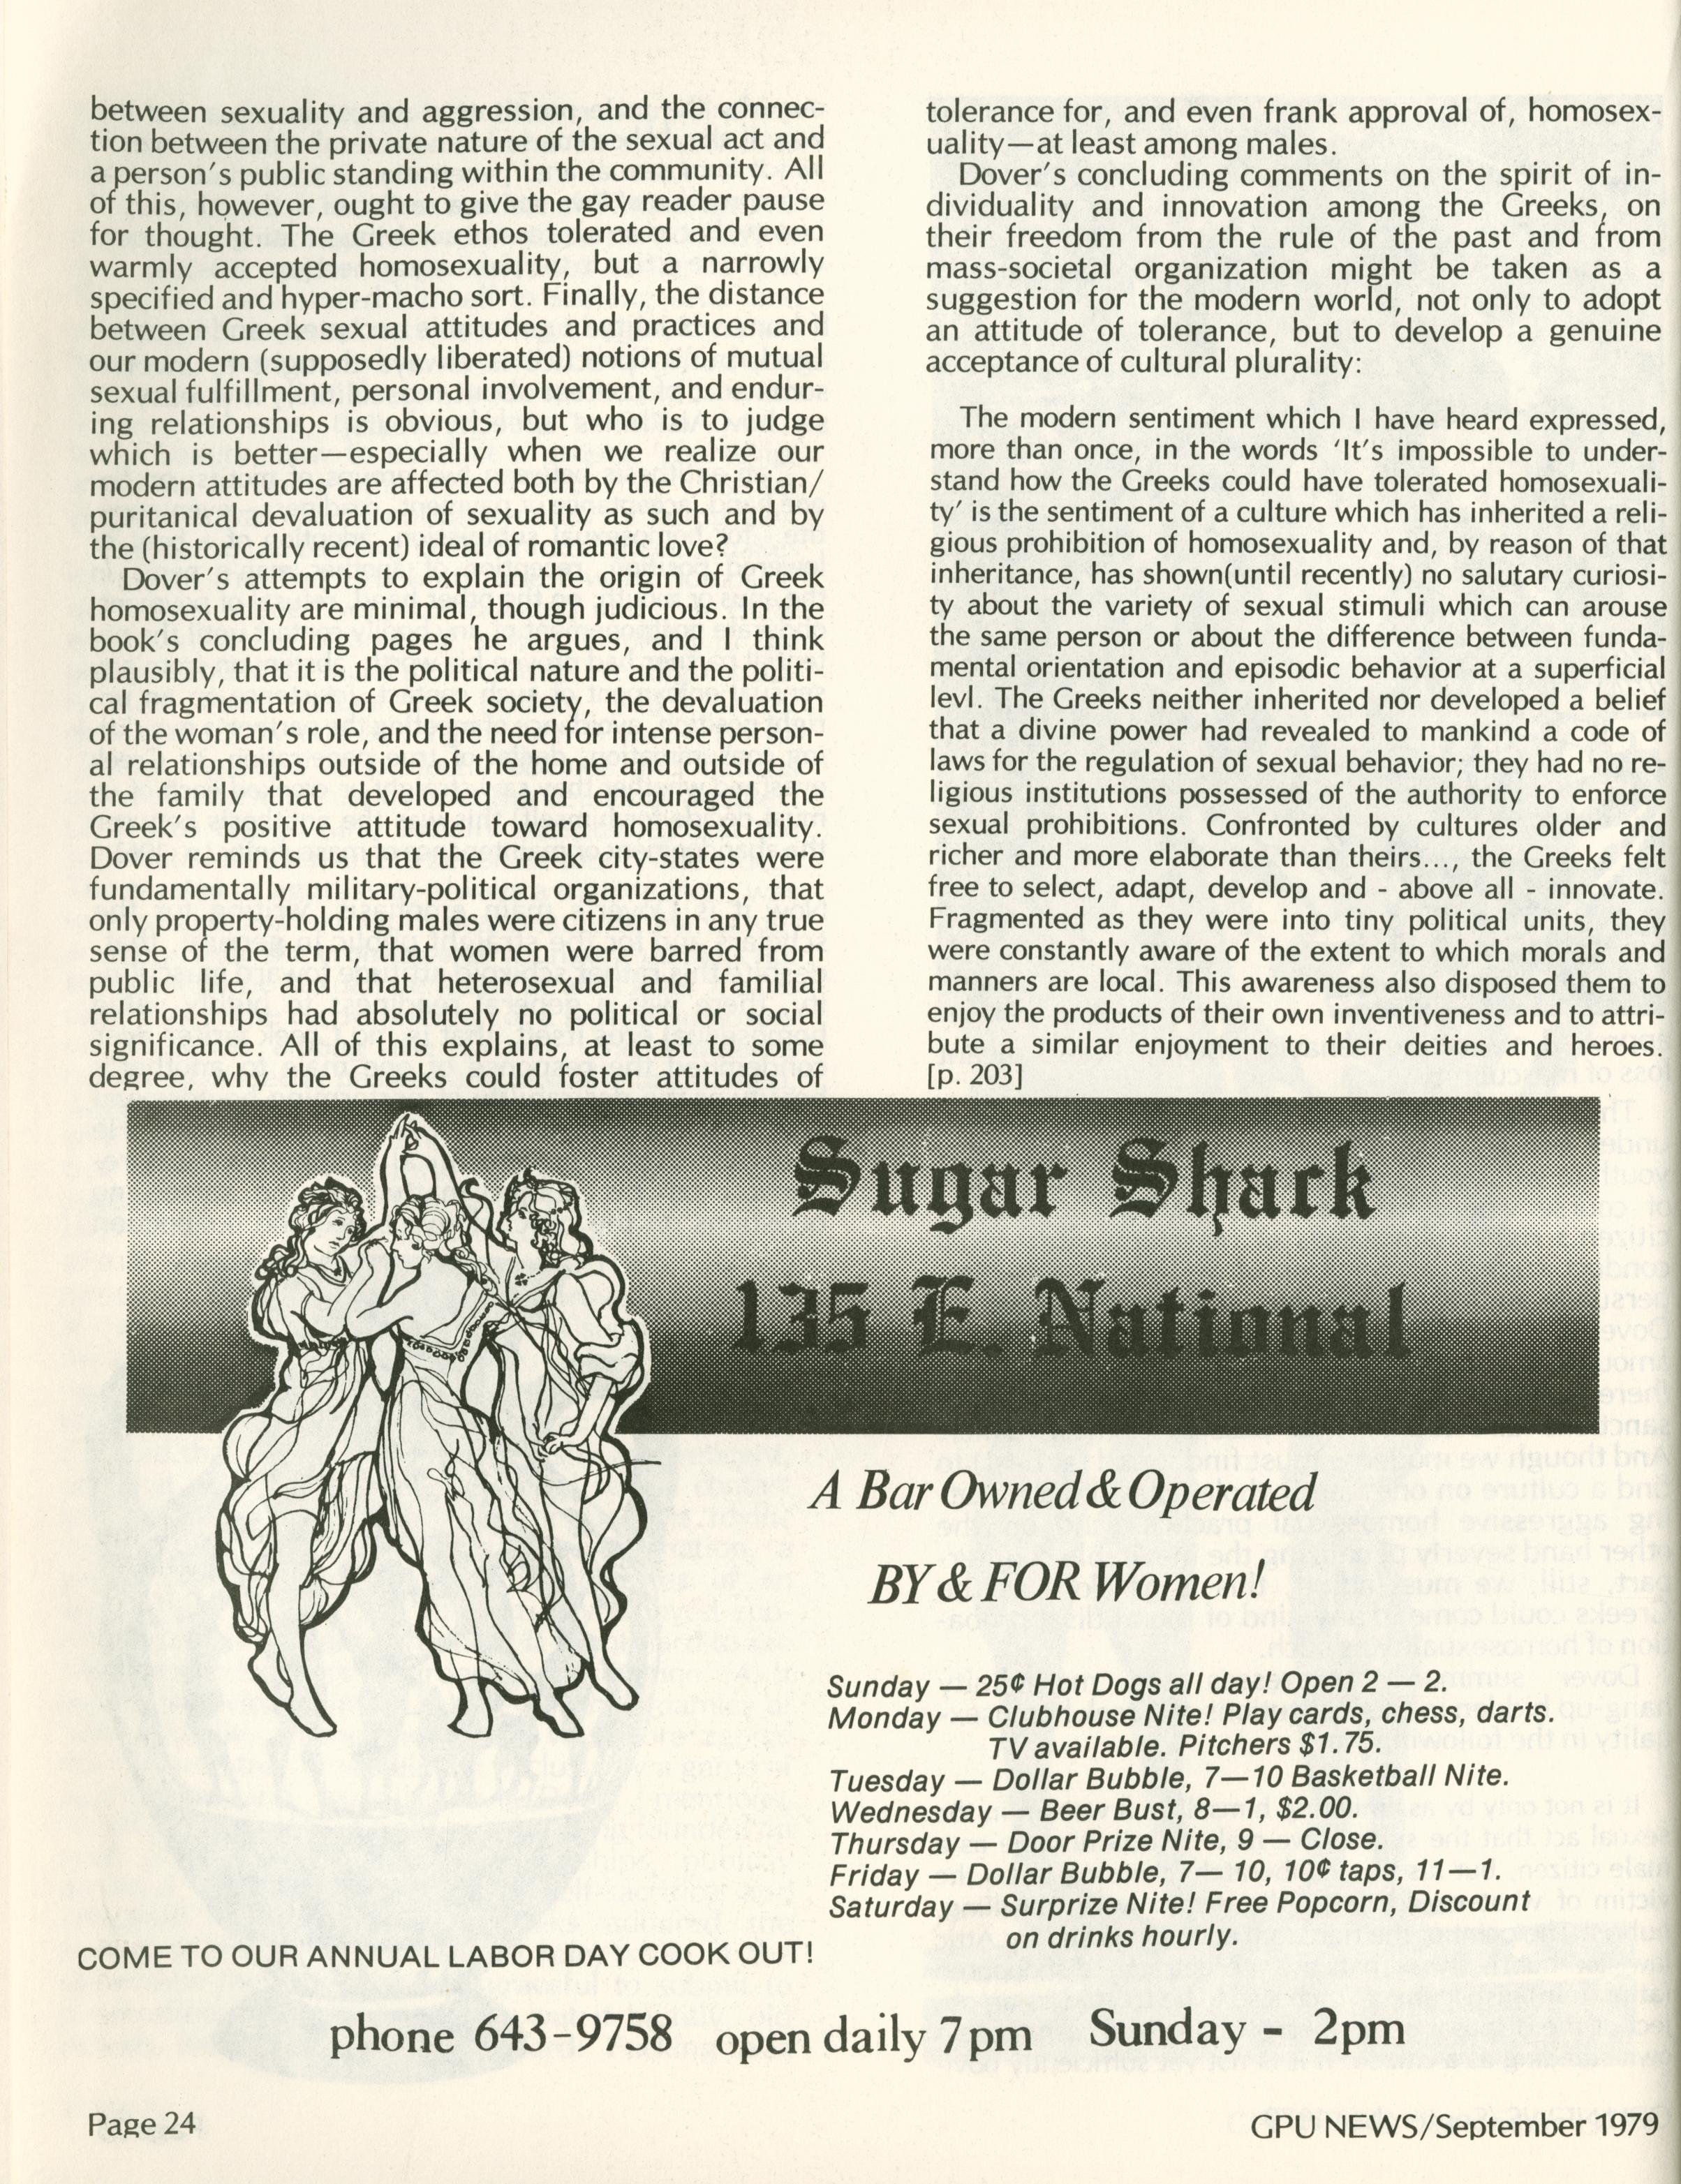 between sexuality and aggression, and the connec-
tion between the private nature of the sexual act and
a person's public standing within the community. All
of this, however, ought to give the gay reader pause
for thought. The Greek ethos tolerated and even
warmly accepted homosexuality, but a narrowly
specified and hyper-macho sort. Finally, the distance
between Greek sexual attitudes and practices and
our modern (supposedly liberated) notions of mutual
sexual fulfillment, personal involvement, and endur-
ing relationships is obvious, but who is to judge
which is better—especially when we realize our
modern attitudes are affected both by the Christian/
puritanical devaluation of sexuality as such and by
the (historically recent) ideal of romantic love?
Dover's attempts to explain the origin of Greek
homosexuality are minimal, though judicious. In the
book's concluding pages he argues, and I think
plausibly, that it is the political nature and the politi-
cal fragmentation of Greek society, the devaluation
of the woman's role, and the need for intense person-
al relationships outside of the home and outside of
the family that developed and encouraged the
Greek's positive attitude toward homosexuality.
Dover reminds us that the Greek city-states were
fundamentally military-political organizations, that
only property-holding males were citizens in any true
sense of the term, that women were barred from
public life, and that heterosexual and familial
relationships had absolutely no political or social
significance. All of this explains, at least to some
degree, why the Greeks could foster attitudes of
tolerance for, and even frank approval of, homosex-
uality—at least among males.
Dover's concluding comments on the spirit of in-
dividuality and innovation among the Greeks, on
their freedom from the rule of the past and from
mass-societal organization might be taken as a
suggestion for the modern world, not only to adopt
an attitude of tolerance, but to develop a genuine
acceptance of cultural plurality:
The modern sentiment which I have heard expressed,
more than once, in the words 'It's impossible to under-
stand how the Greeks could have tolerated homosexuali-
ty' is the sentiment of a culture which has inherited a reli-
gious prohibition of homosexuality and, by reason of that
inheritance, has shown(until recently) no salutary curiosi-
ty about the variety of sexual stimuli which can arouse
the same person or about the difference between funda-
mental orientation and episodic behavior at a superficial
levl. The Greeks neither inherited nor developed a belief
that a divine power had revealed to mankind a code of
laws for the regulation of sexual behavior; they had no re-
ligious institutions possessed of the authority to enforce
sexual prohibitions. Confronted by cultures older and
richer and more elaborate than theirs..., the Greeks felt
free to select, adapt, develop and - above all - innovate.
Fragmented as they were into tiny political units, they
were constantly aware of the extent to which morals and
manners are local. This awareness also disposed them to
enjoy the products of their own inventiveness and to attri-
bute a similar enjoyment to their deities and heroes.
[p. 203]
Sugar Shack
135 E. National
A Bar Owned & Operated
BY & FOR Women!
Sunday — 25¢ Hot Dogs all day! Open 2 — 2.
Monday — Clubhouse Nite! Play cards, chess, darts.
TV available. Pitchers $1.75.
Tuesday — Dollar Bubble, 7—10 Basketball Nite.
Wednesday — Beer Bust, 8—1, $2.00.
Thursday — Door Prize Nite, 9 — Close.
Friday — Dollar Bubble, 7— 10, 10¢ taps, 11—1.
Saturday — Surprize Nite! Free Popcorn, Discount
on drinks hourly.
COME TO OUR ANNUAL LABOR DAY COOK OUT!
phone 643-9758 open daily 7pm Sunday - 2pm
Page 24
GPU NEWS/September 1979